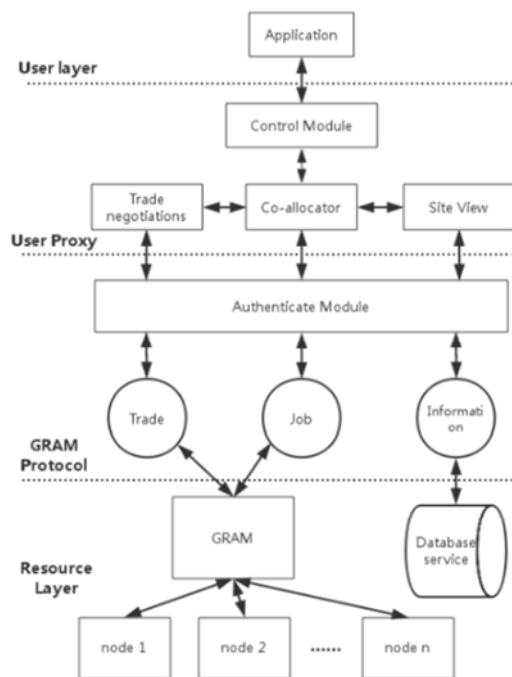 Application
User layer
Control Module
Trade
negotiations
Co-allocator
Site View
User Proxy
Authenticate Module
Trade
Job
Informati
on
GRAM
Protocol
GRAM
Database
service
Resource
Layer
node 1
node 2
......
node n